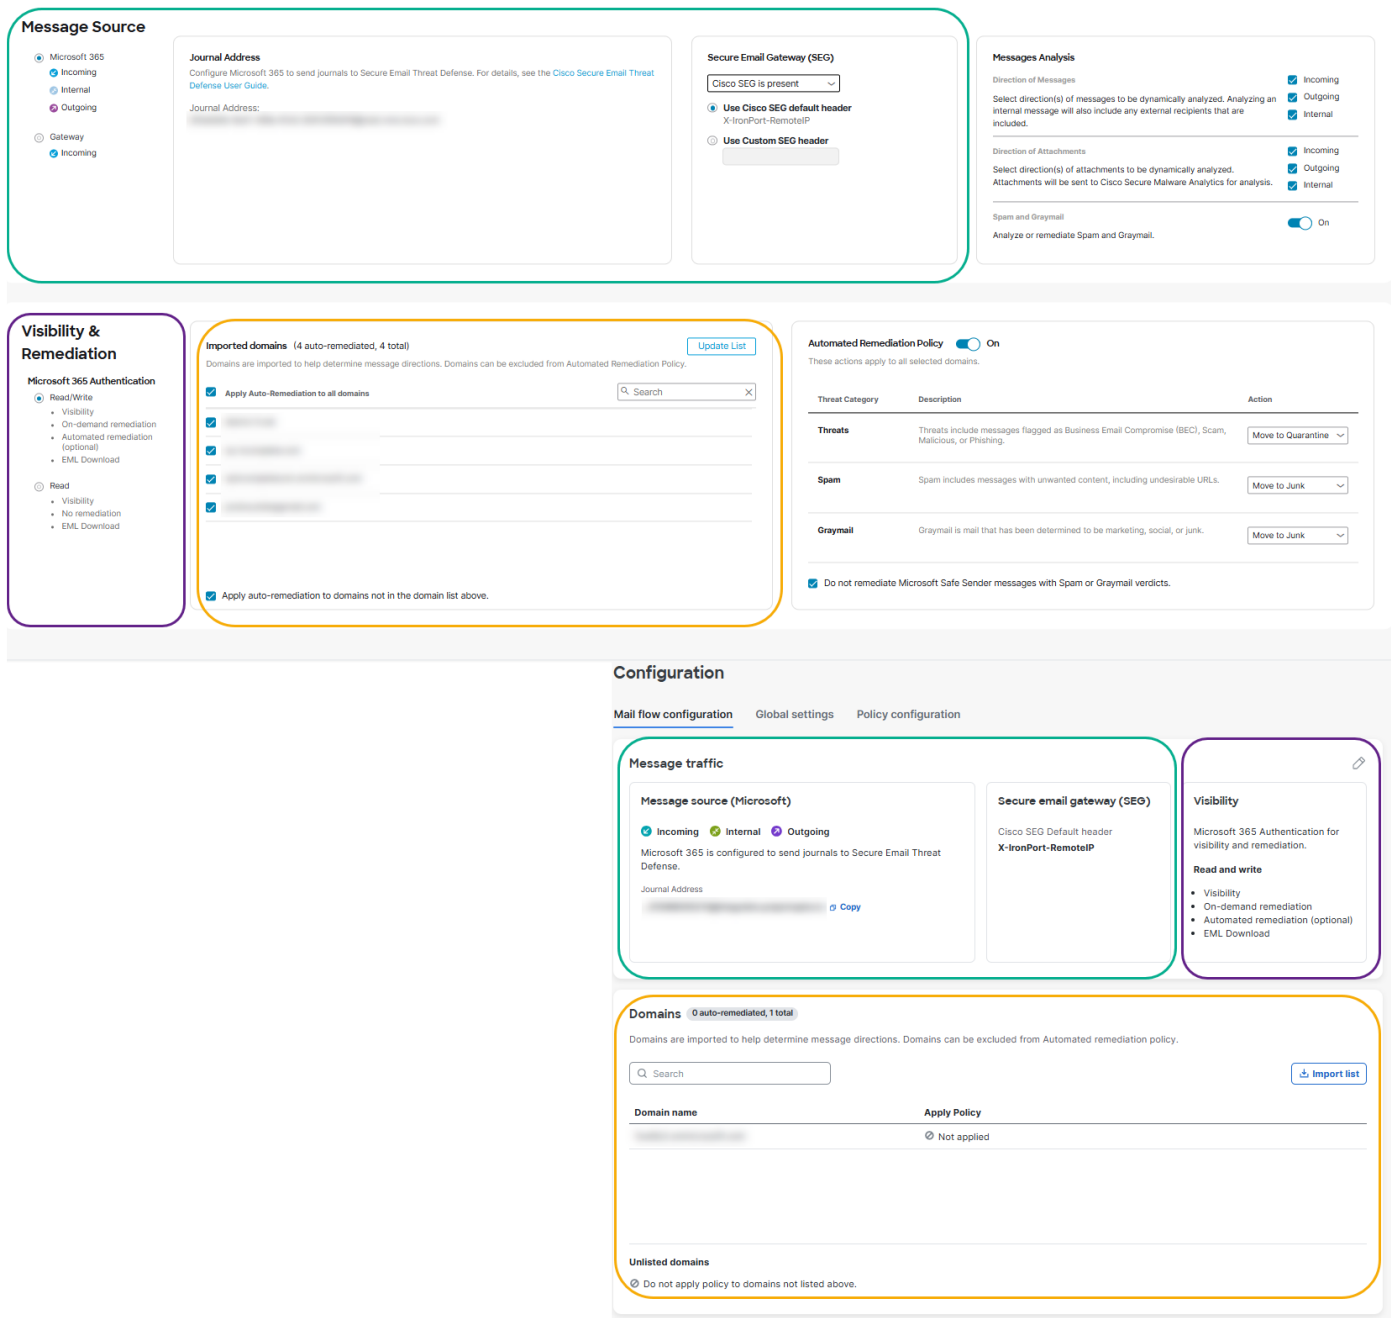 Message Source
Microsoft 365
Incoming
Internal
Outgoing
Gateway
Incoming
Journal Address
Configure Microsoft 365 to send journals to Secure Email Threat Defense. For details, see the Cisco Secure Email Threat
Defense User Guide.
Journal Address:
Secure Email Gateway (SEG)
Cisco SEG is present
Use Cisco SEG default header
X-IronPort-RemoteIP
Use Custom SEG header
Messages Analysis
Direction of Messages
Select direction(s) of messages to be dynamically analyzed. Analyzing an
internal message will also include any external recipients that are
included.
Incoming
Outgoing
Internal
Direction of Attachments
Select direction(s) of attachments to be dynamically analyzed.
Attachments will be sent to Cisco Secure Malware Analytics for analysis.
Incoming
Outgoing
Internal
Spam and Graymail
Analyze or remediate Spam and Graymail.
On
Visibility &
Remediation
Microsoft 365 Authentication
Read/Write
• Visibility
• On-demand remediation
• Automated remediation
(optional)
• EML Download
Read
• Visibility
• No remediation
• EML Download
Imported domains (4 auto-remediated, 4 total)
Update List
Domains are imported to help determine message directions. Domains can be excluded from Automated Remediation Policy.
Apply Auto-Remediation to all domains
Search
Apply auto-remediation to domains not in the domain list above.
Automated Remediation Policy On
These actions apply to all selected domains.
Threat Category Description Action
Threats
Threats include messages flagged as Business Email Compromise (BEC), Scam,
Malicious, or Phishing.
Move to Quarantine
Spam
Spam includes messages with unwanted content, including undesirable URLs.
Move to Junk
Graymail
Graymail is mail that has been determined to be marketing, social, or junk.
Move to Junk
Do not remediate Microsoft Safe Sender messages with Spam or Graymail verdicts.
Configuration
Mail flow configuration Global settings Policy configuration
Message traffic
Message source (Microsoft)
Incoming Internal Outgoing
Microsoft 365 is configured to send journals to Secure Email Threat
Defense.
Journal Address
Copy
Secure email gateway (SEG)
Cisco SEG Default header
X-IronPort-RemoteIP
Visibility
Microsoft 365 Authentication for
visibility and remediation.
Read and write
• Visibility
• On-demand remediation
• Automated remediation (optional)
• EML Download
Domains 0 auto-remediated, 1 total
Domains are imported to help determine message directions. Domains can be excluded from Automated remediation policy.
Search
Import list
Domain name Apply Policy
Not applied
Unlisted domains
Do not apply policy to domains not listed above.